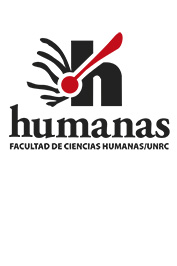 h
humanas
FACULTAD DE CIENCIAS HUMANAS/UNRC